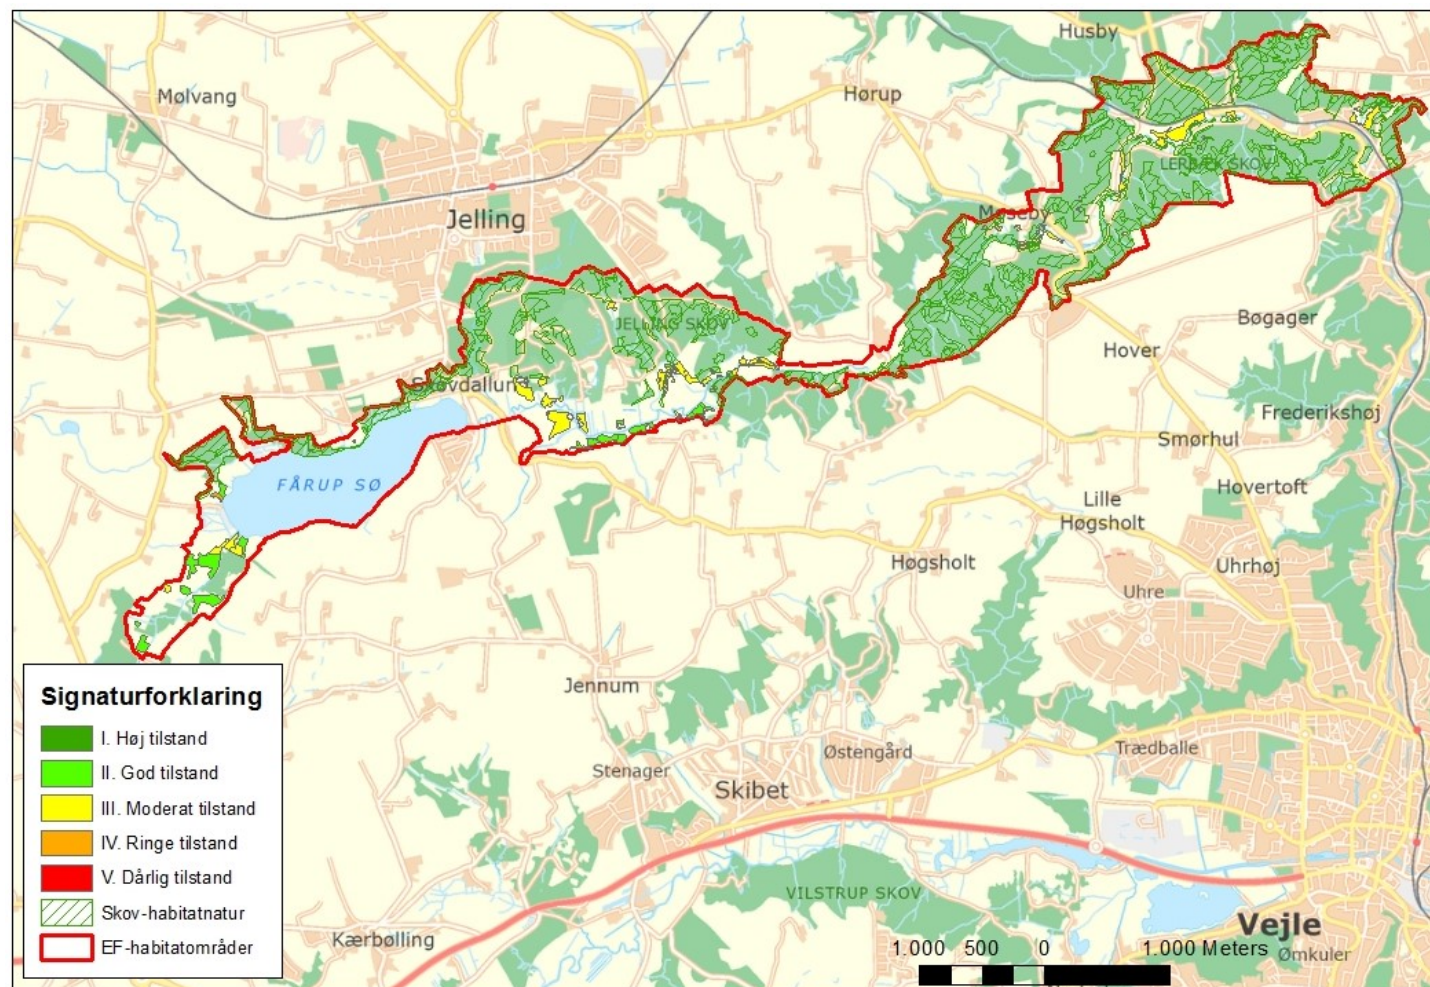 Husby
Mølvang
Hørup
LERBÆK SKOV
Jelling
JELLING SKOV
Bøgager
Hover
Skovdallund
Frederikshøj
Smørhul
FÅRUP SØ
Hovertoft
Lille
Høgsholt
Høgsholt
Uhrhøj
Uhre
Jennum
Signaturforklaring
I. Høj tilstand
II. God tilstand
III. Moderat tilstand
IV. Ringe tilstand
V. Dårlig tilstand
Skov-habitatnatur
EF-habitatområder
Østengård
Trædballe
Stenager
Skibet
VILSTRUP SKOV
Kærbølling
Vejle
Ømkuler
1.000 500 0 1.000 Meters